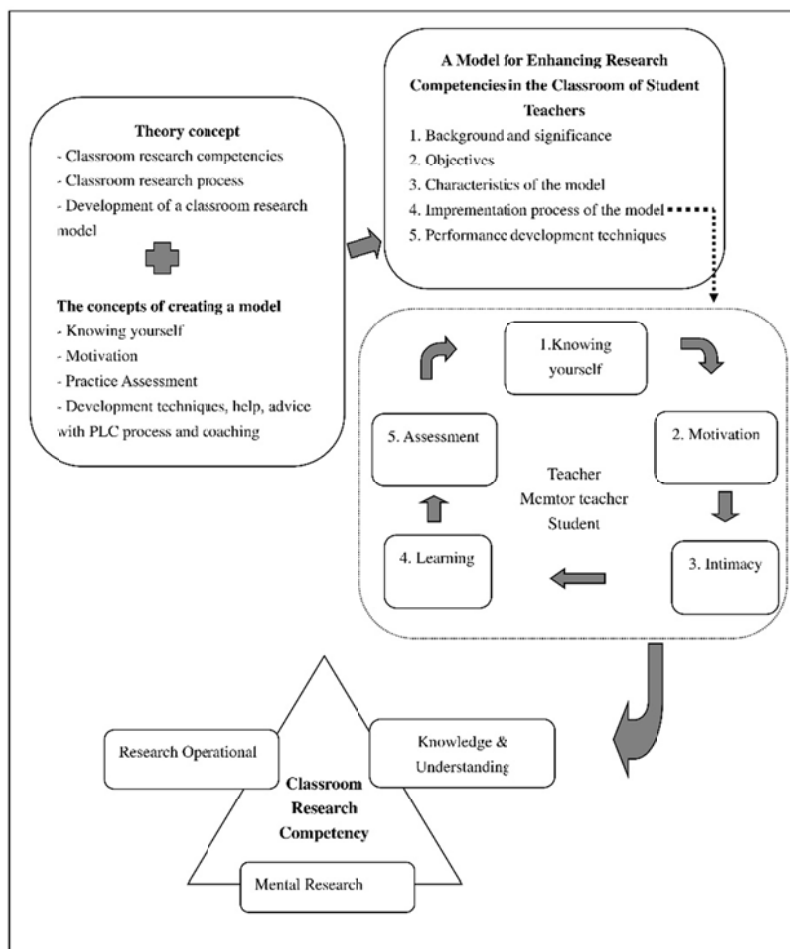 Theory concept
- Classroom research competencies
- Classroom research process
- Development of a classroom research
model
The concepts of creating a model
- Knowing yourself
- Motivation
- Practice Assessment
- Development techniques, help, advice
with PLC process and coaching
A Model for Enhancing Research
Competencies in the Classroom of Student
Teachers
1. Background and significance
2. Objectives
3. Characteristics of the model
4. Imprementation process of the model
5. Performance development techniques
1.Knowing
yourself
2. Motivation
3. Intimacy
4. Learning
5. Assessment
Teacher
Memtor teacher
Student
Research Operational
Knowledge &
Understanding
Classroom
Research
Competency
Mental Research